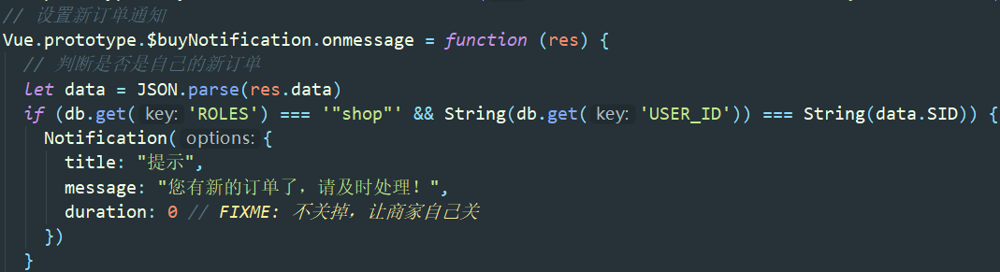 // 设置新订单通知
Vue.prototype.$buyNotification.onmessage = function (res) {
// 判断是否是自己的新订单
let data = JSON.parse(res.data)
if (db.get( key: 'ROLES') === '"shop"' && String(db.get( key: 'USER_ID')) === String(data.SID)) {
Notification( options: {
title: "提示",
message: "您有新的订单了，请及时处理！",
duration: 0 // FIXME: 不关掉，让商家自己关
})
}